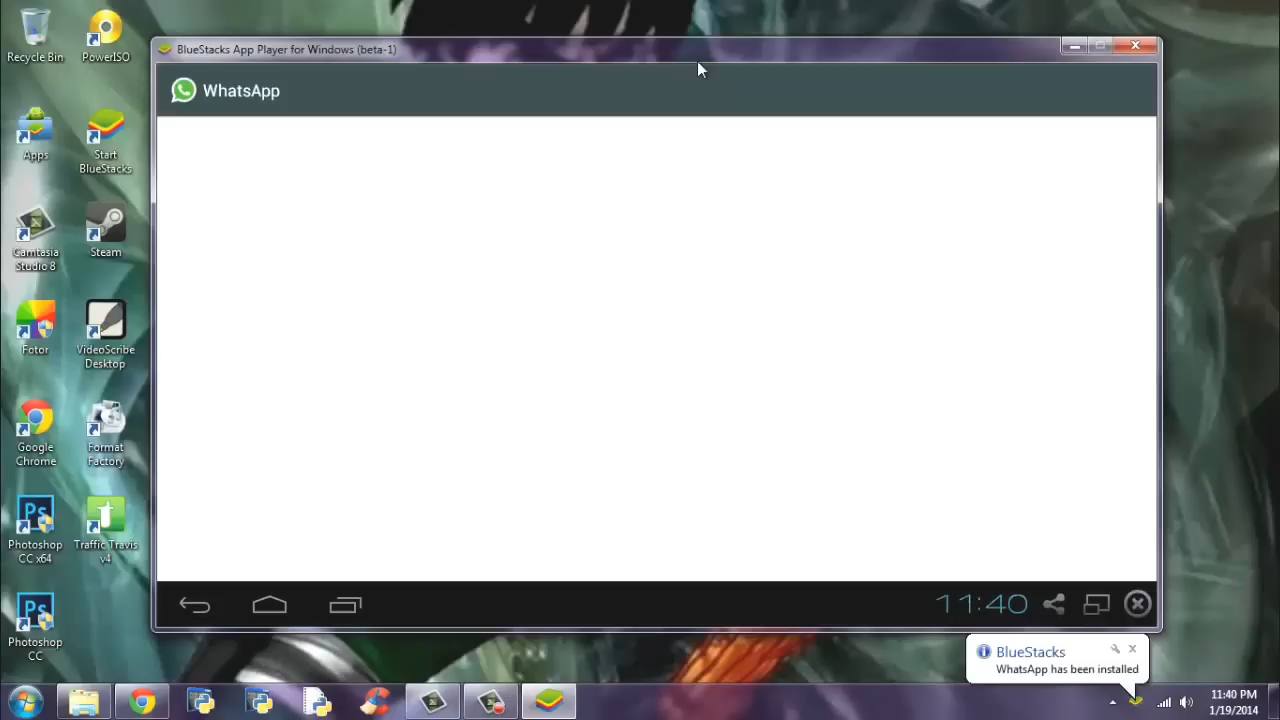 BlueStacks App Player for Windows (beta-1)
WhatsApp
Recycle Bin
PowerISO
Apps
Start
BlueStacks
Camtasia
Studio 8
Steam
Fotor
VideoScribe
Desktop
Google
Chrome
Format
Factory
Ps
Photoshop
CC x64
Traffic Travis
v4
Ps
Photoshop
CC
11:40
BlueStacks
WhatsApp has been installed
11:40 PM
1/19/2014